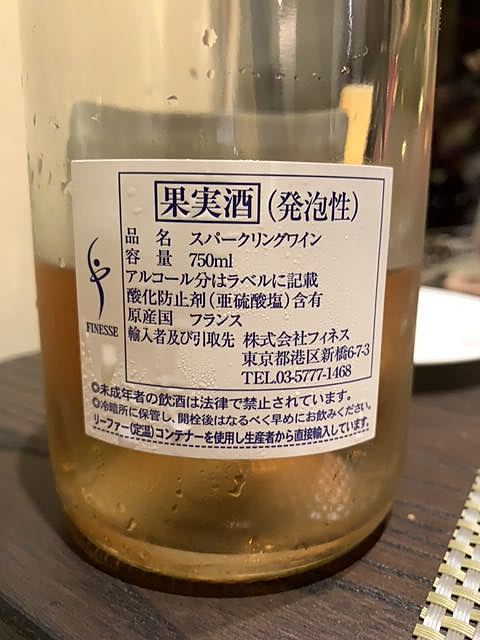 果実酒(発泡性)
品　名　スパークリングワイン
容　量　750ml
アルコール分はラベルに記載
酸化防止剤(亜硫酸塩)含有
原産国　フランス
輸入者及び引取先　株式会社フィネス
東京都港区新橋6-7-3
TEL.03-5777-1468
FINESSE
◎未成年者の飲酒は法律で禁止されています。
◎冷暗所に保管し、開栓後はなるべく早めにお飲みください。
リーファー(定温)コンテナーを使用し生産者から直接輸入しています。